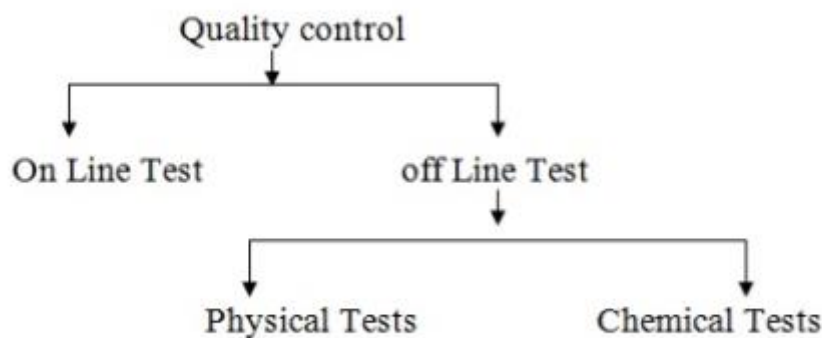 Quality control
On Line Test
off Line Test
Physical Tests
Chemical Tests